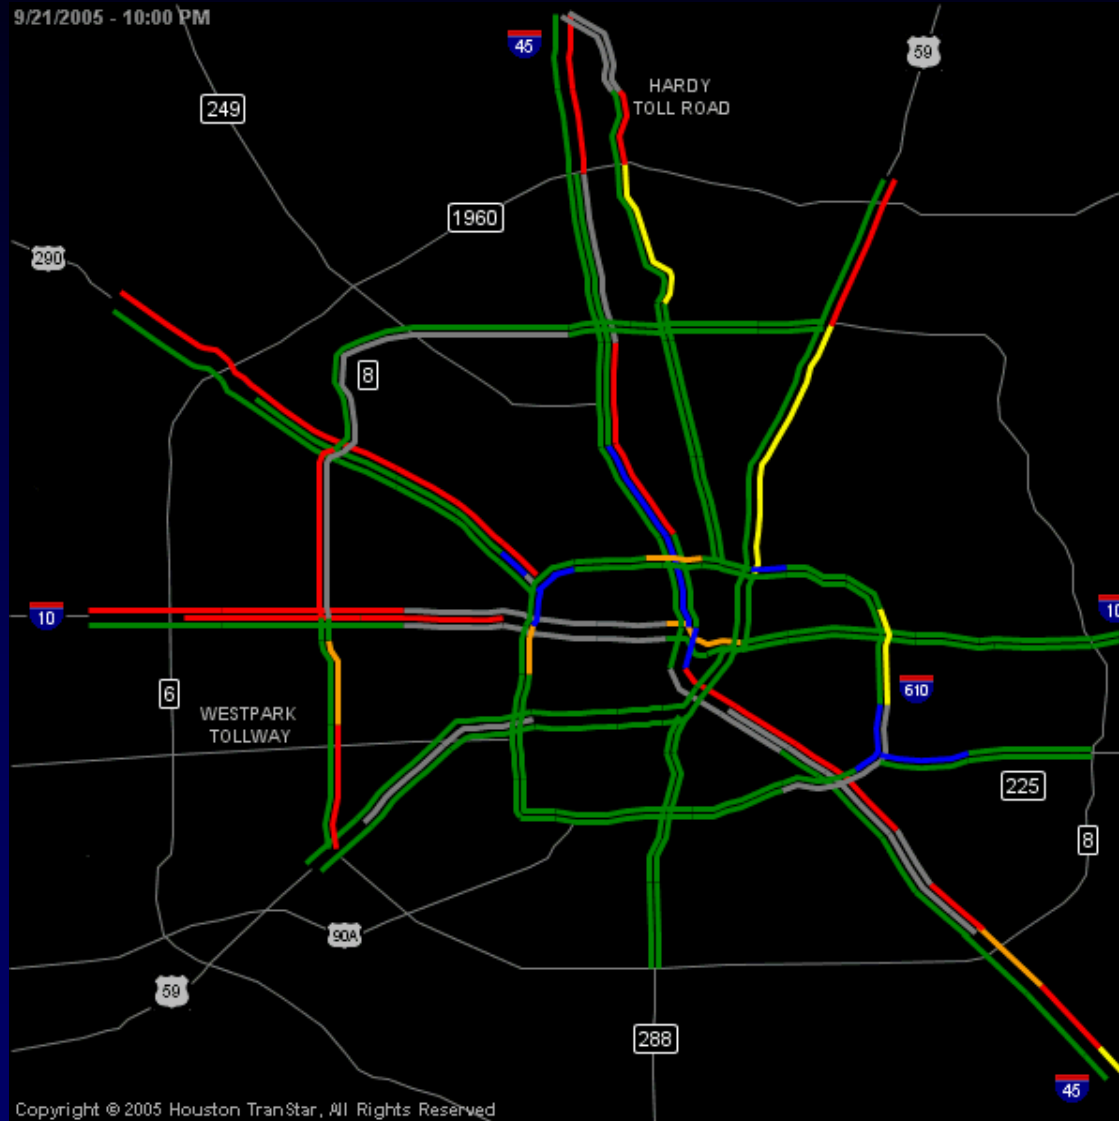 9/21/2005 - 10:00 PM
45
59
HARDY
TOLL ROAD
249
1960
290
8
10
10
6
610
WESTPARK
TOLLWAY
225
8
90A
59
288
45
Copyright © 2005 Houston TranStar, All Rights Reserved